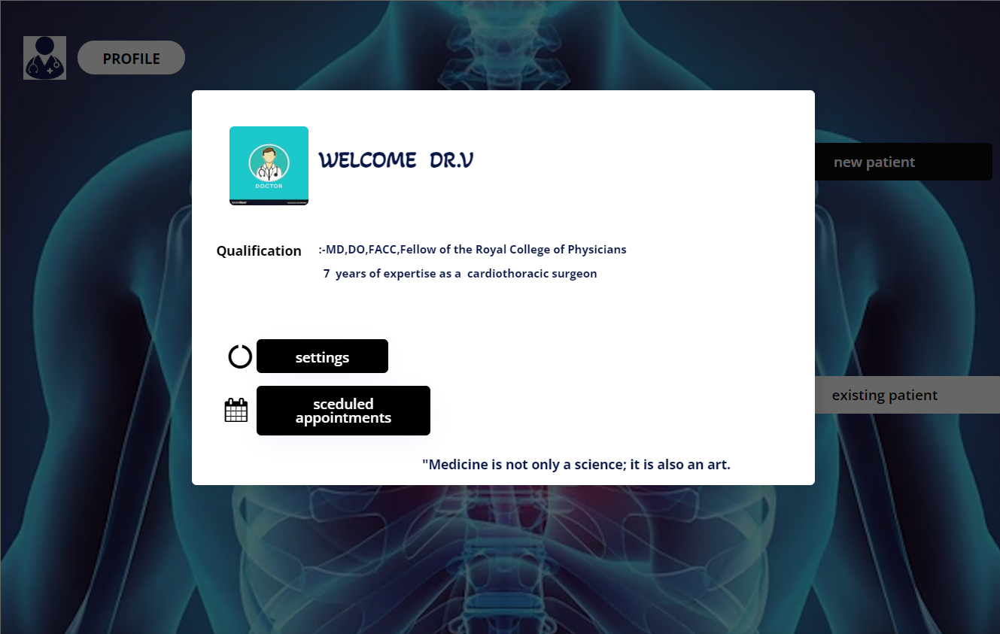 PROFILE
WELCOME DR.V
DOCTOR
new patient
Qualification :-MD,DO,FACC,Fellow of the Royal College of Physicians
7 years of expertise as a cardiothoracic surgeon
settings
existing patient
sceduled
appointments
"Medicine is not only a science; it is also an art.